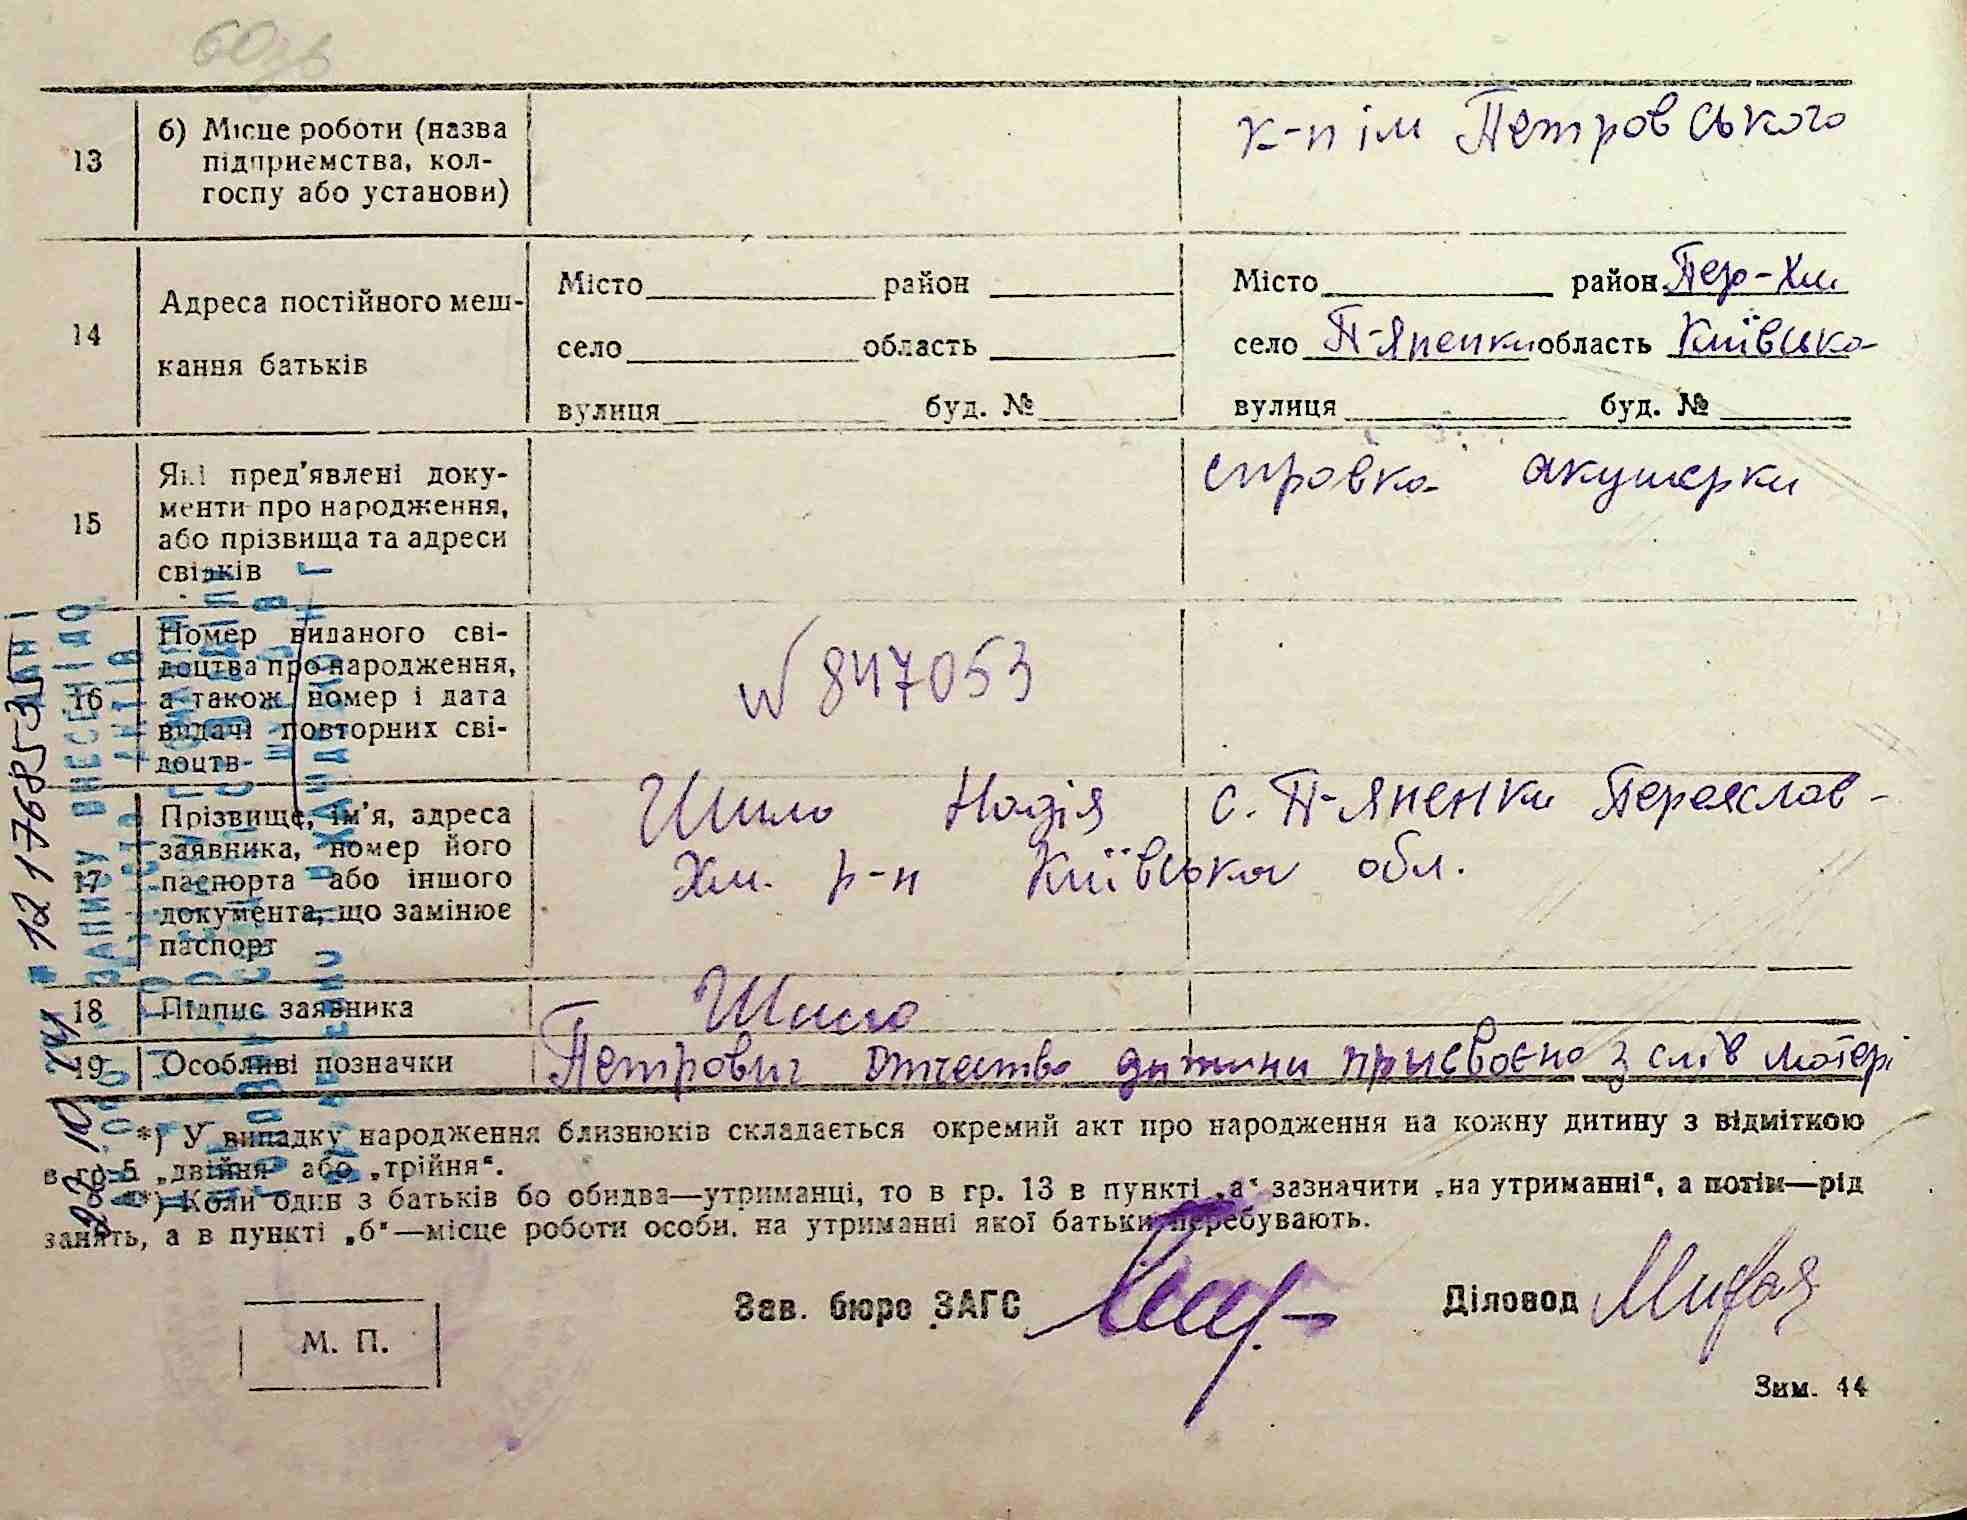 13
б) Місце роботи (назва
підприємства, кол-
госпу або установи)
к-п ім Петровського
14
Адреса постійного меш-
кання батьків
Місто район
село область
вулиця буд. №
Місто район Пер-Хм
село П-Япенки область Київська
вулиця буд. №
15
Які пред'явлені доку-
менти про народження,
або прізвища та адреси
свідків
справка акушерки
16
Номер виданого сві-
доцтва про народження,
а також номер і дата
видачі повторних сві-
доцтв
N 847053
17
Прізвище, ім'я, адреса
заявника, номер його
паспорта або іншого
документа, що замінює
паспорт
Шило Надія с. П-Япенки Переяслав-
Хм. р-н Київська обл.
18
Підпис заявника
Шило
19
Особливі позначки
Петрович отчество дитини присвоєно з слів матері
*) У випадку народження близнюків складається окремий акт про народження на кожну дитину з відміткою
в гр. 5 „двійня" або „трійня".
**) Коли один з батьків бо обидва—утриманці, то в гр. 13 в пункті „а" зазначити „на утриманні", а потім—рід
занять, а в пункті „б"—місце роботи особи, на утриманні якої батьки перебувають.
Зав. бюро ЗАГС
Діловод
М. П.
Зим. 44